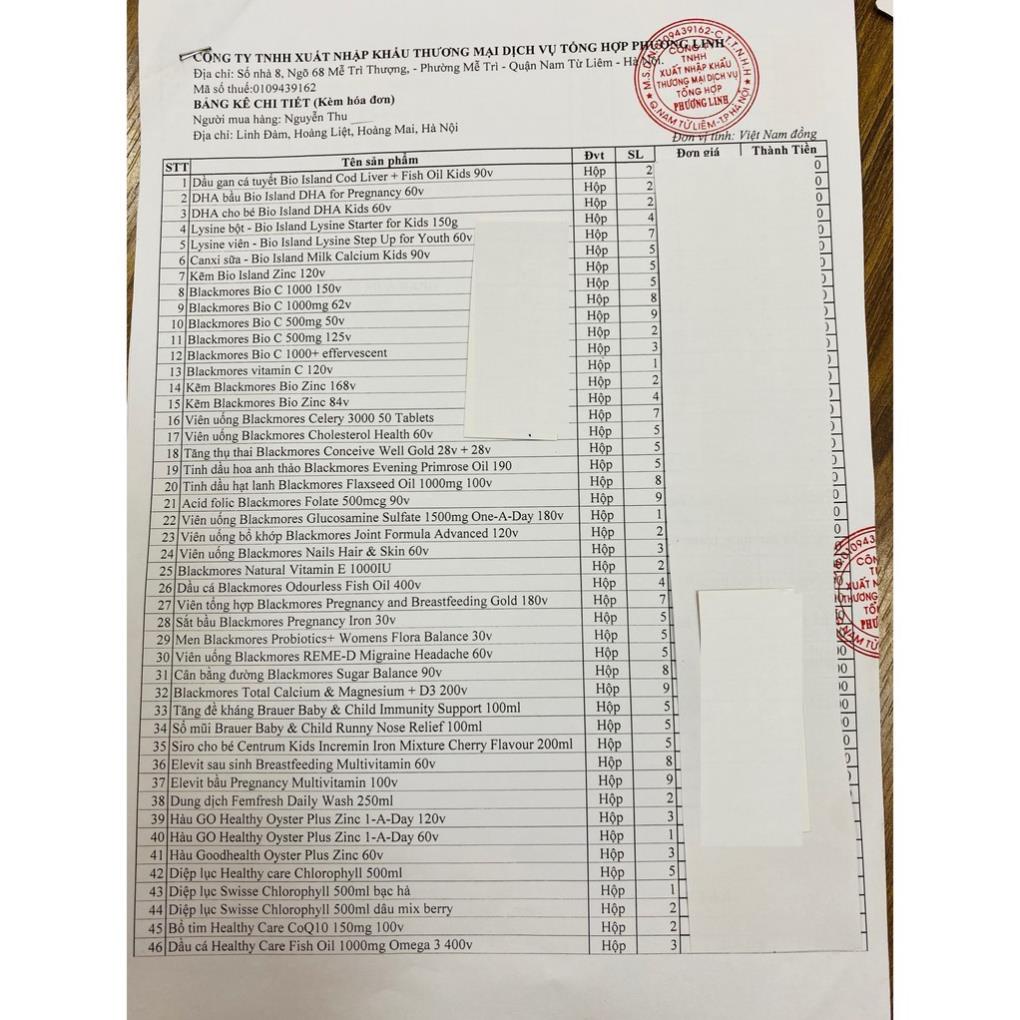 CÔNG TY TNHH XUẤT NHẬP KHẨU THƯƠNG MẠI DỊCH VỤ TỔNG HỢP PHƯƠNG LINH
Địa chỉ: Số nhà 8, Ngõ 68 Mễ Trì Thượng, - Phường Mễ Trì - Quận Nam Từ Liêm - Hà Nội.
Mã số thuế:0109439162
BẢNG KÊ CHI TIẾT (Kèm hóa đơn)
Người mua hàng: Nguyễn Thu
Địa chỉ: Linh Đàm, Hoàng Liệt, Hoàng Mai, Hà Nội
Đơn vị tính: Việt Nam đồng
STT Tên sản phẩm Đvt SL Đơn giá Thành Tiền
1 Dầu gan cá tuyết Bio Island Cod Liver + Fish Oil Kids 90v Hộp 2
2 DHA bầu Bio Island DHA for Pregnancy 60v Hộp 2
3 DHA cho bé Bio Island DHA Kids 60v Hộp 2
4 Lysine bột - Bio Island Lysine Starter for Kids 150g Hộp 4
5 Lysine viên - Bio Island Lysine Step Up for Youth 60v Hộp 7
6 Canxi sữa - Bio Island Milk Calcium Kids 90v Hộp 5
7 Kẽm Bio Island Zinc 120v Hộp 5
8 Blackmores Bio C 1000 150v Hộp 5
9 Blackmores Bio C 1000mg 62v Hộp 8
10 Blackmores Bio C 500mg 50v Hộp 9
11 Blackmores Bio C 500mg 125v Hộp 2
12 Blackmores Bio C 1000+ effervescent Hộp 3
13 Blackmores vitamin C 120v Hộp 1
14 Kẽm Blackmores Bio Zinc 168v Hộp 2
15 Kẽm Blackmores Bio Zinc 84v Hộp 4
16 Viên uống Blackmores Celery 3000 50 Tablets Hộp 7
17 Viên uống Blackmores Cholesterol Health 60v Hộp 5
18 Tăng thụ thai Blackmores Conceive Well Gold 28v + 28v Hộp 5
19 Tinh dầu hoa anh thảo Blackmores Evening Primrose Oil 190 Hộp 5
20 Tinh dầu hạt lanh Blackmores Flaxseed Oil 1000mg 100v Hộp 8
21 Acid folic Blackmores Folate 500mcg 90v Hộp 9
22 Viên uống Blackmores Glucosamine Sulfate 1500mg One-A-Day 180v Hộp 1
23 Viên uống bổ khớp Blackmores Joint Formula Advanced 120v Hộp 2
24 Viên uống Blackmores Nails Hair & Skin 60v Hộp 3
25 Blackmores Natural Vitamin E 1000IU Hộp 2
26 Dầu cá Blackmores Odourless Fish Oil 400v Hộp 4
27 Viên tổng hợp Blackmores Pregnancy and Breastfeeding Gold 180v Hộp 7
28 Sắt bầu Blackmores Pregnancy Iron 30v Hộp 5
29 Men Blackmores Probiotics+ Womens Flora Balance 30v Hộp 5
30 Viên uống Blackmores REME-D Migraine Headache 60v Hộp 5
31 Cân bằng đường Blackmores Sugar Balance 90v Hộp 8
32 Blackmores Total Calcium & Magnesium + D3 200v Hộp 9
33 Tăng đề kháng Brauer Baby & Child Immunity Support 100ml Hộp 5
34 Sổ mũi Brauer Baby & Child Runny Nose Relief 100ml Hộp 5
35 Siro cho bé Centrum Kids Incremin Iron Mixture Cherry Flavour 200ml Hộp 5
36 Elevit sau sinh Breastfeeding Multivitamin 60v Hộp 8
37 Elevit bầu Pregnancy Multivitamin 100v Hộp 9
38 Dung dịch Femfresh Daily Wash 250ml Hộp 2
39 Hàu GO Healthy Oyster Plus Zinc 1-A-Day 120v Hộp 3
40 Hàu GO Healthy Oyster Plus Zinc 1-A-Day 60v Hộp 1
41 Hàu Goodhealth Oyster Plus Zinc 60v Hộp 3
42 Diệp lục Healthy care Chlorophyll 500ml Hộp 5
43 Diệp lục Swisse Chlorophyll 500ml bạc hà Hộp 1
44 Diệp lục Swisse Chlorophyll 500ml dâu mix berry Hộp 2
45 Bổ tim Healthy Care CoQ10 150mg 100v Hộp 2
46 Dầu cá Healthy Care Fish Oil 1000mg Omega 3 400v Hộp 3
CÔNG TY
TNHH
XUẤT NHẬP KHẨU
THƯƠNG MẠI DỊCH VỤ
TỔNG HỢP
PHƯƠNG LINH